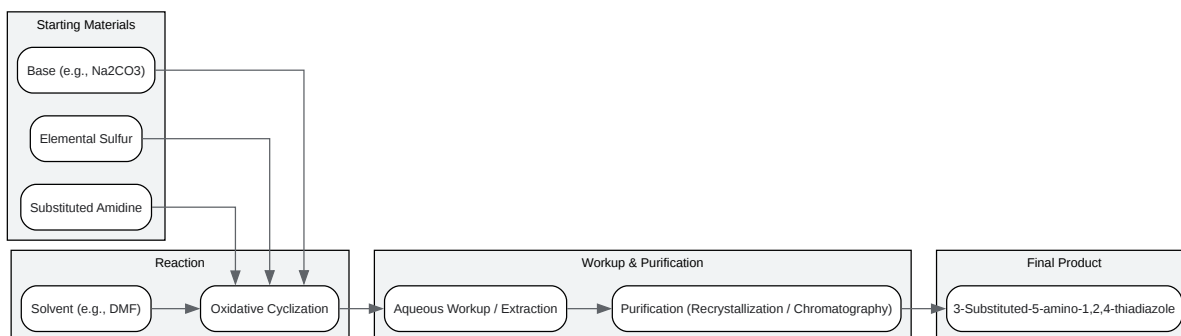 Starting Materials
Base (e.g., Na2CO3)
Elemental Sulfur
Substituted Amidine
Reaction
Solvent (e.g., DMF)
Oxidative Cyclization
Workup & Purification
Aqueous Workup / Extraction
Purification (Recrystallization / Chromatography)
Final Product
3-Substituted-5-amino-1,2,4-thiadiazole